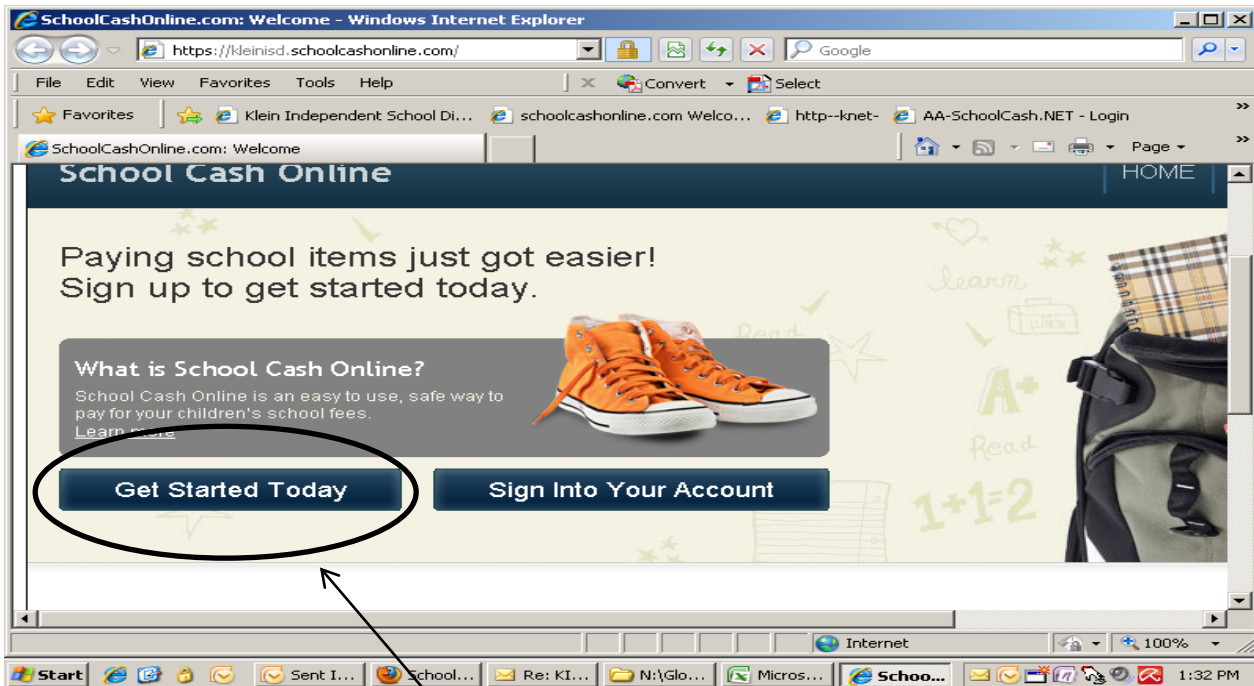 SchoolCashOnline.com: Welcome - Windows Internet Explorer
https://kleinisd.schoolcashonline.com/
Google
File Edit View Favorites Tools Help
Convert Select
Favorites Klein Independent School Di... schoolcashonline.com Welco... http--knet- AA-SchoolCash.NET - Login
SchoolCashOnline.com: Welcome
Page
School Cash Online
HOME
Paying school items just got easier!
Sign up to get started today.
learn
LUNCH
Read
What is School Cash Online?
School Cash Online is an easy to use, safe way to
pay for your children's school fees.
Learn more
A+
Read
Get Started Today
Sign Into Your Account
1+1=2
Internet
100%
Start
Sent I...
School...
Re: KI...
N:\Glo...
Micros...
Schoo...
1:32 PM